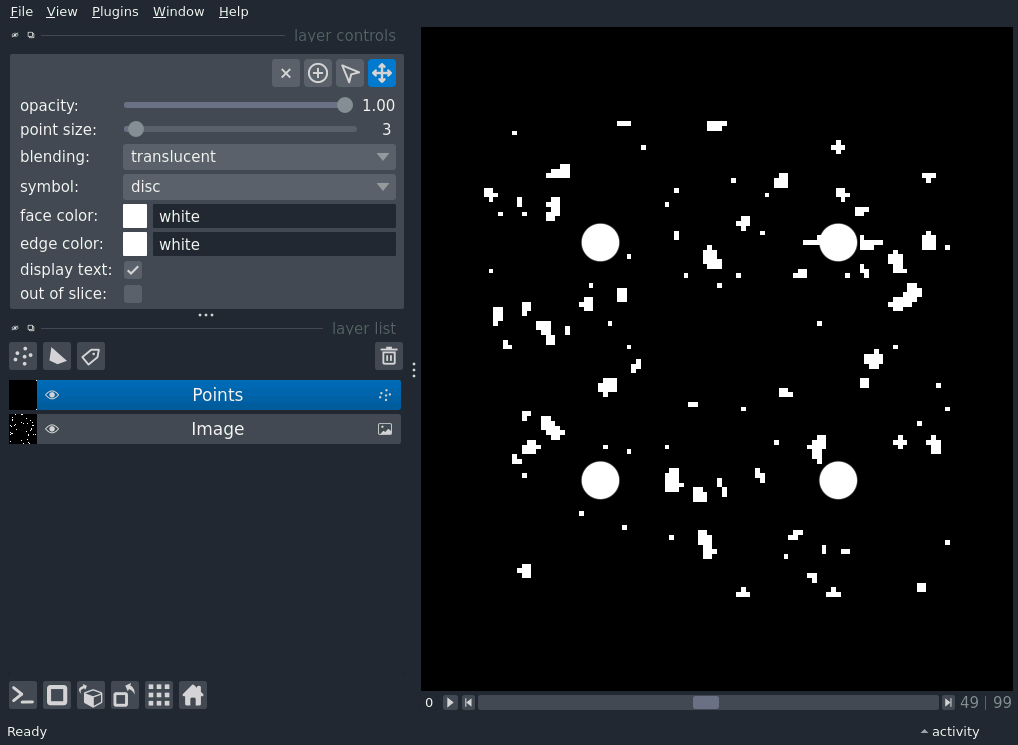 File View Plugins Window Help
layer controls
opacity: 1.00
point size: 3
blending: translucent
symbol: disc
face color: white
edge color: white
display text:
out of slice:
layer list
Points
Image
0 49 | 99
Ready activity